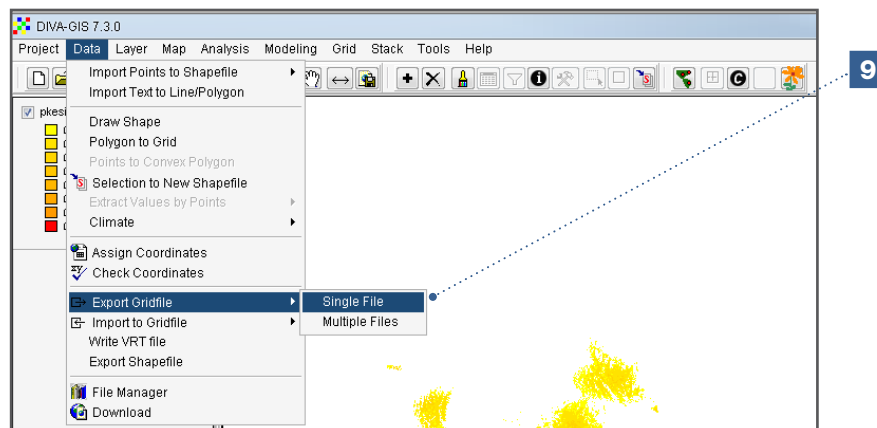 DIVA-GIS 7.3.0
Project Data Layer Map Analysis Modeling Grid Stack Tools Help
9
Import Points to Shapefile
Import Text to Line/Polygon
pkesi
Draw Shape
Polygon to Grid
Points to Convex Polygon
Selection to New Shapefile
Extract Values by Points
Climate
Assign Coordinates
Check Coordinates
Export Gridfile
Single File
Import to Gridfile
Multiple Files
Write VRT file
Export Shapefile
File Manager
Download